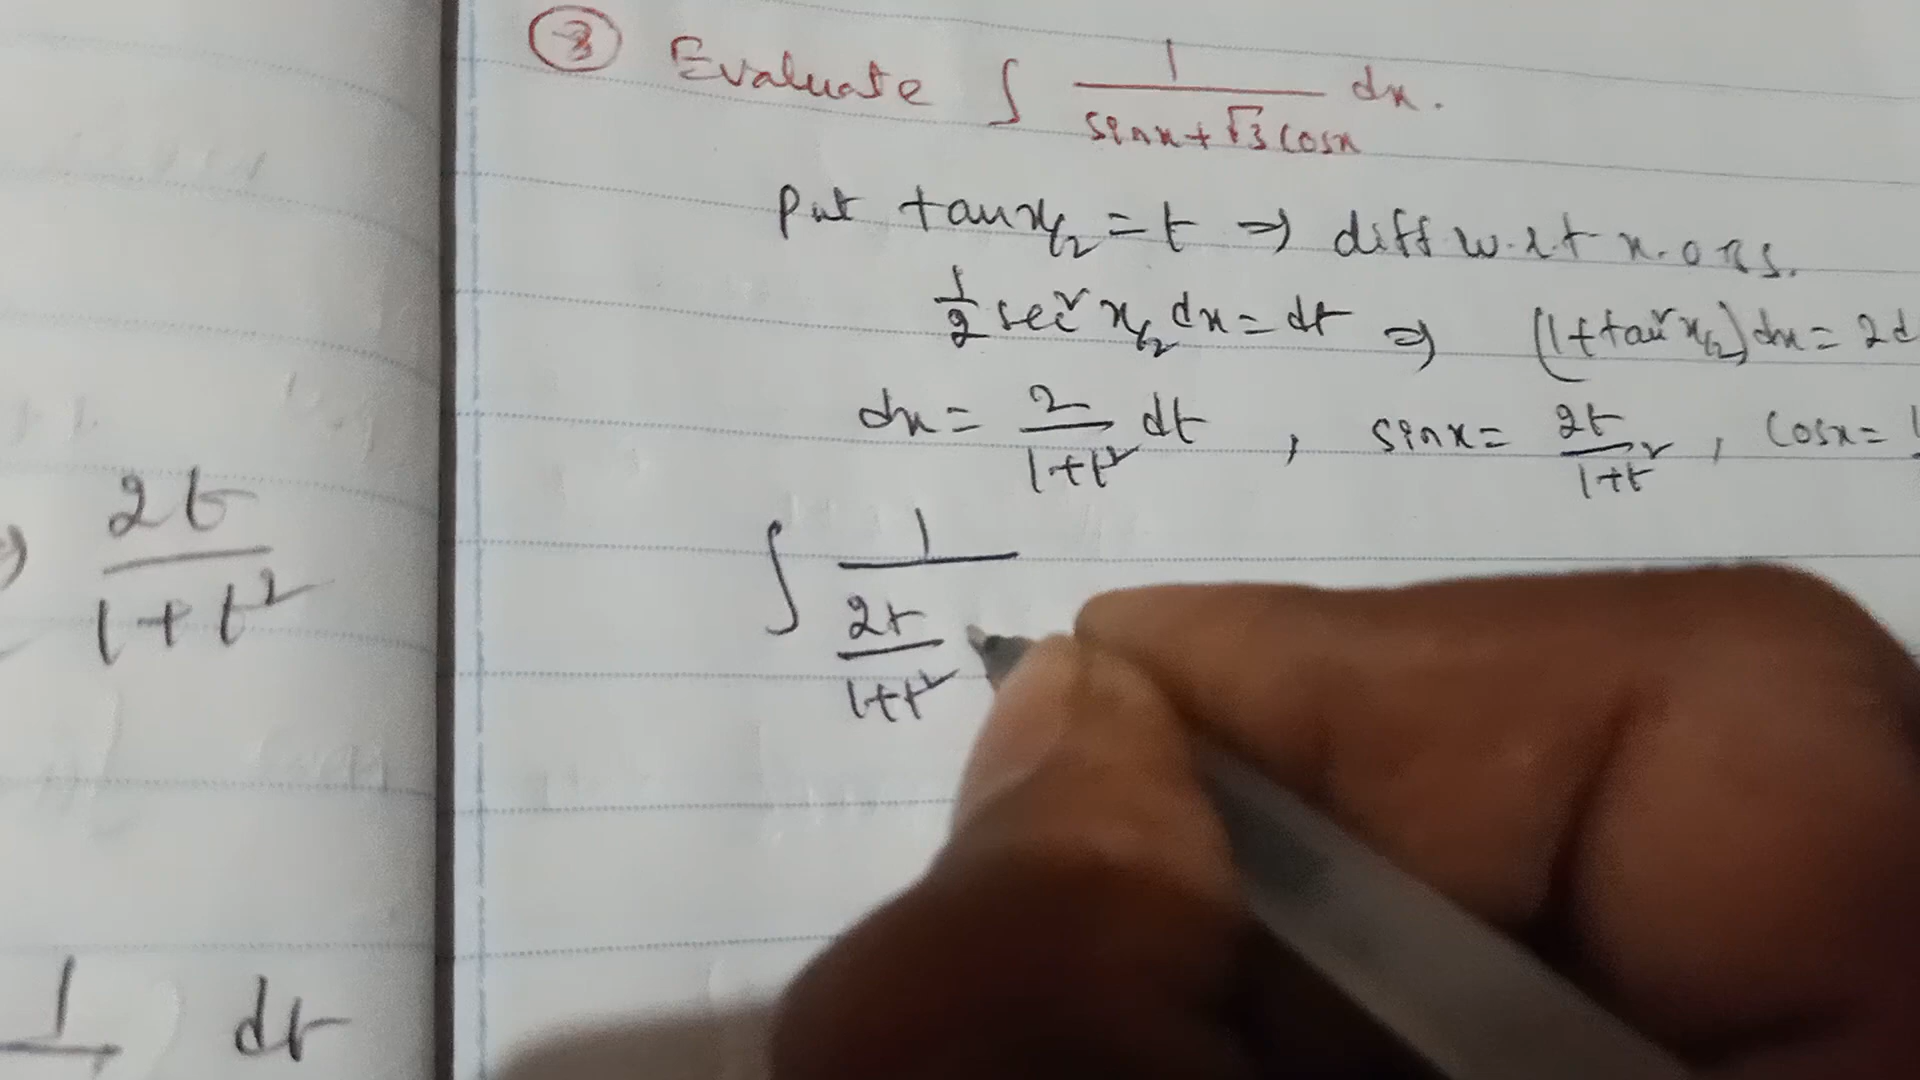 ③ Evaluate ∫ 1/(sinx+√3 cosx) dx.
Put tan x/2 = t ⇒ diff w.r.t x. o B S.
1/2 sec² x/2 dx = dt ⇒ (1+tan² x/2) dx = 2d
dx = 2/(1+t²) dt , sinx = 2t/(1+t²) , cosx = 1
∫ 1/(2t/(1+t²)
⇒ 2t/(1+t²)
1 dt